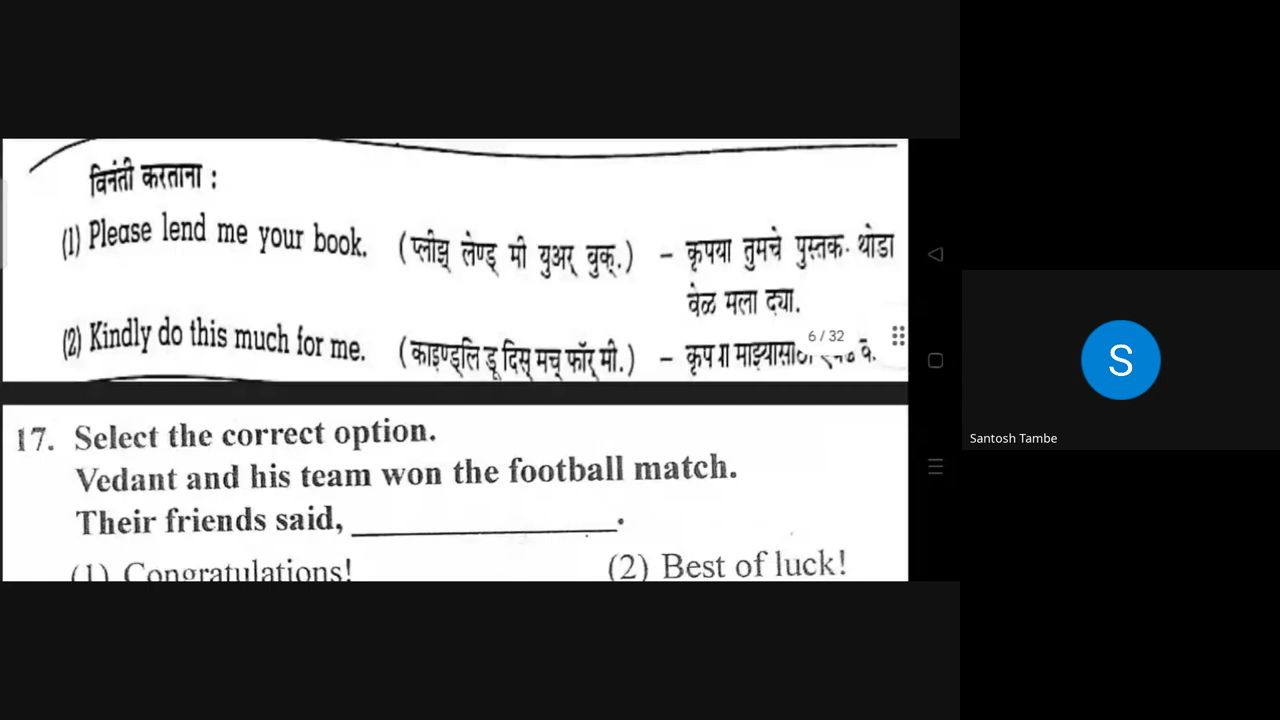 विनंती करताना :
(1) Please lend me your book. (प्लीझ् लेण्ड् मी युअर् बुक्.) – कृपया तुमचे पुस्तक थोडा
वेळ मला द्या.
(2) Kindly do this much for me. (काइण्ड्लि डू दिस् मच् फॉर् मी.) –
6 / 32
17. Select the correct option.
Vedant and his team won the football match.
Their friends said, ____________.
(1) Congratulations! (2) Best of luck!
S
Santosh Tambe